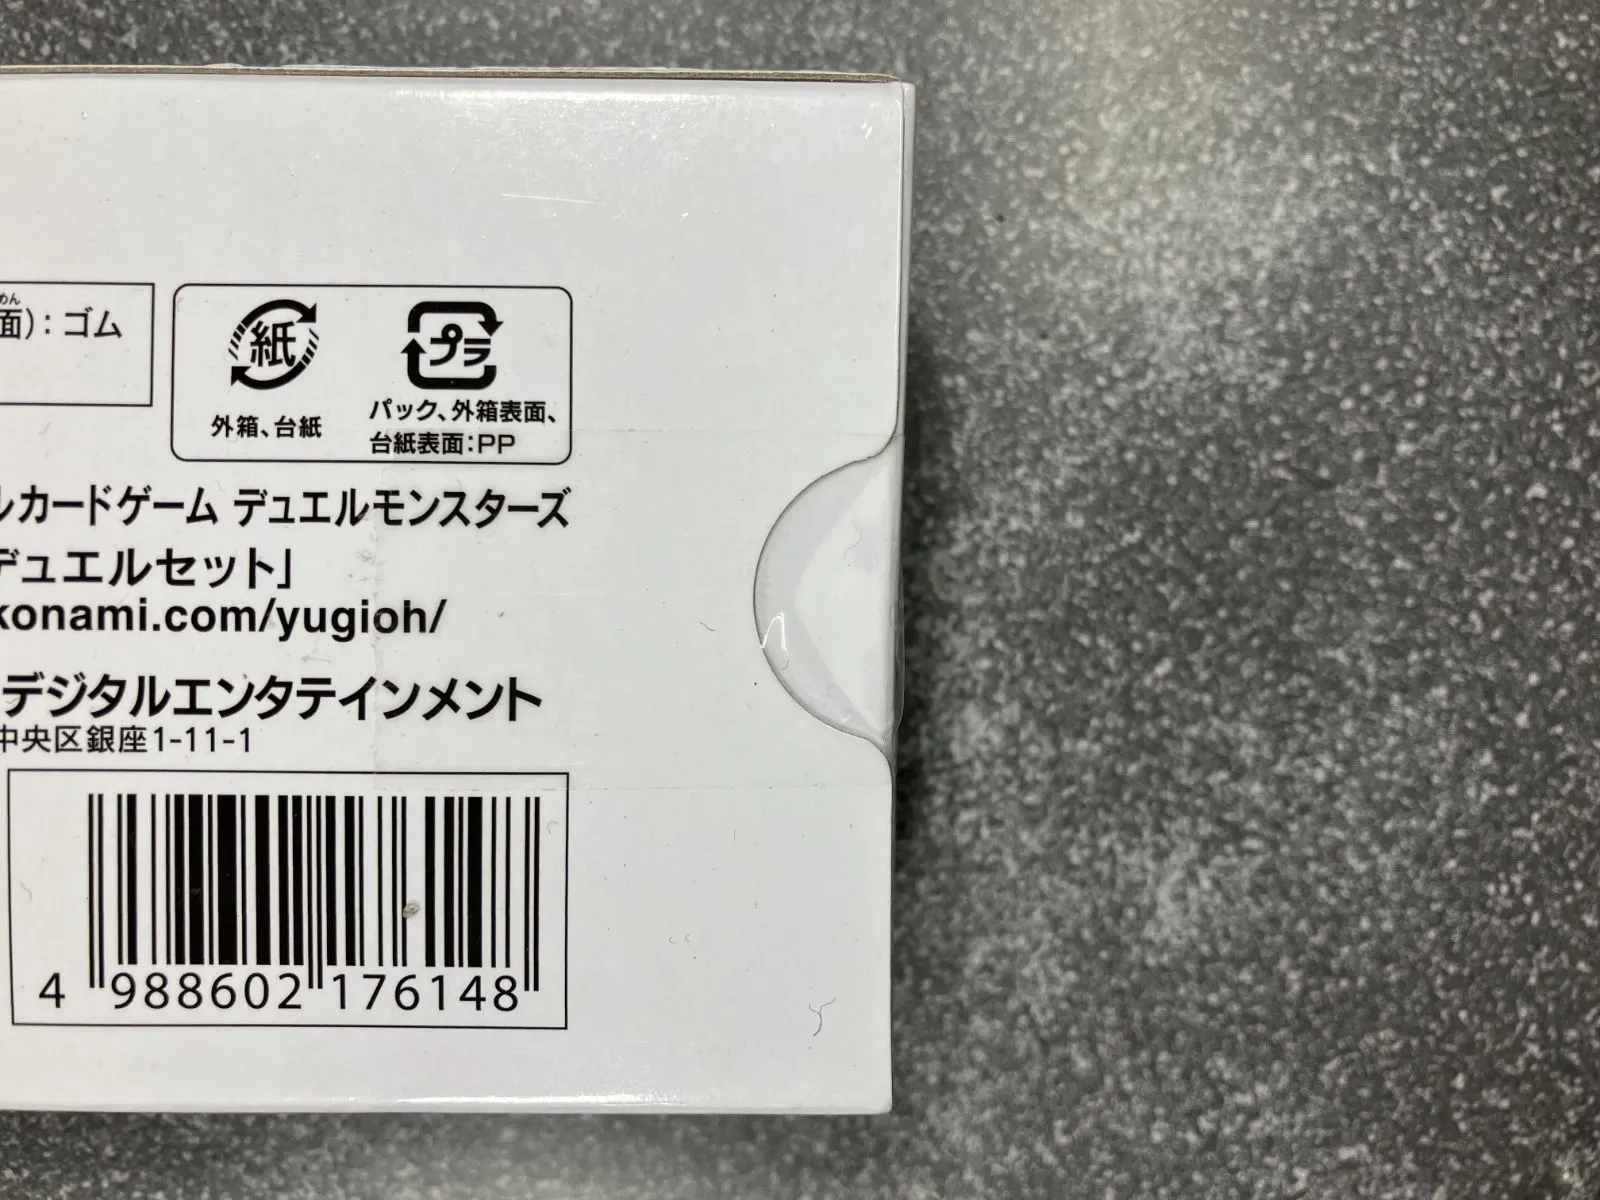 めん
面）：ゴム
紙
プラ
外箱、台紙
パック、外箱表面、
台紙表面：PP
ルカードゲーム デュエルモンスターズ
デュエルセット」
konami.com/yugioh/
デジタルエンタテインメント
中央区銀座1-11-1
4 988602 176148